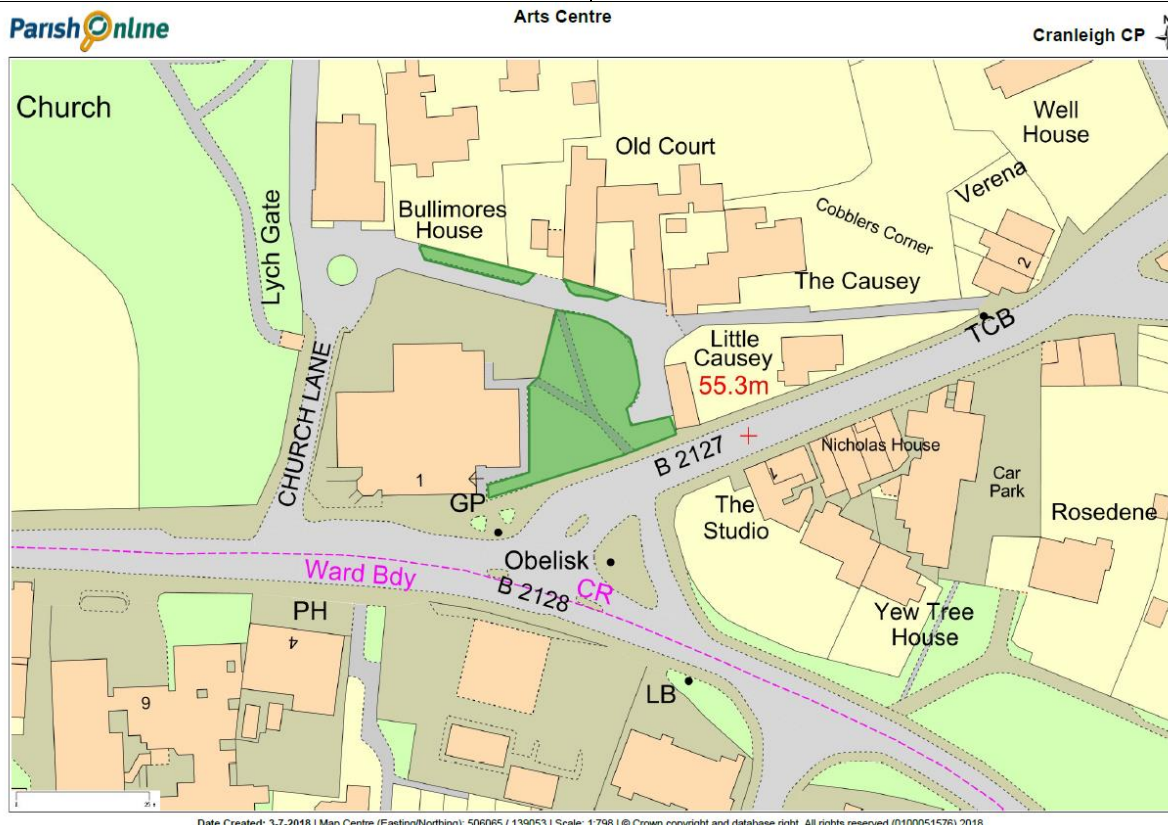 Parish Online
Arts Centre
Cranleigh CP
N
Church
Lych Gate
CHURCH LANE
Bullimores
House
Old Court
Cobblers Corner
The Causey
Verena
Well
House
2
TCB
Little
Causey
55.3m
B 2127
1
GP
Obelisk
Nicholas House
1
The
Studio
Car
Park
Rosedene
Yew Tree
House
Ward Bdy
CR
B 2128
PH
4
9
LB
Date Created: 3-7-2018 | Map Centre (Easting/Northing): 506065 / 139053 | Scale: 1:798 | © Crown copyright and database right. All rights reserved (0100051576) 2018